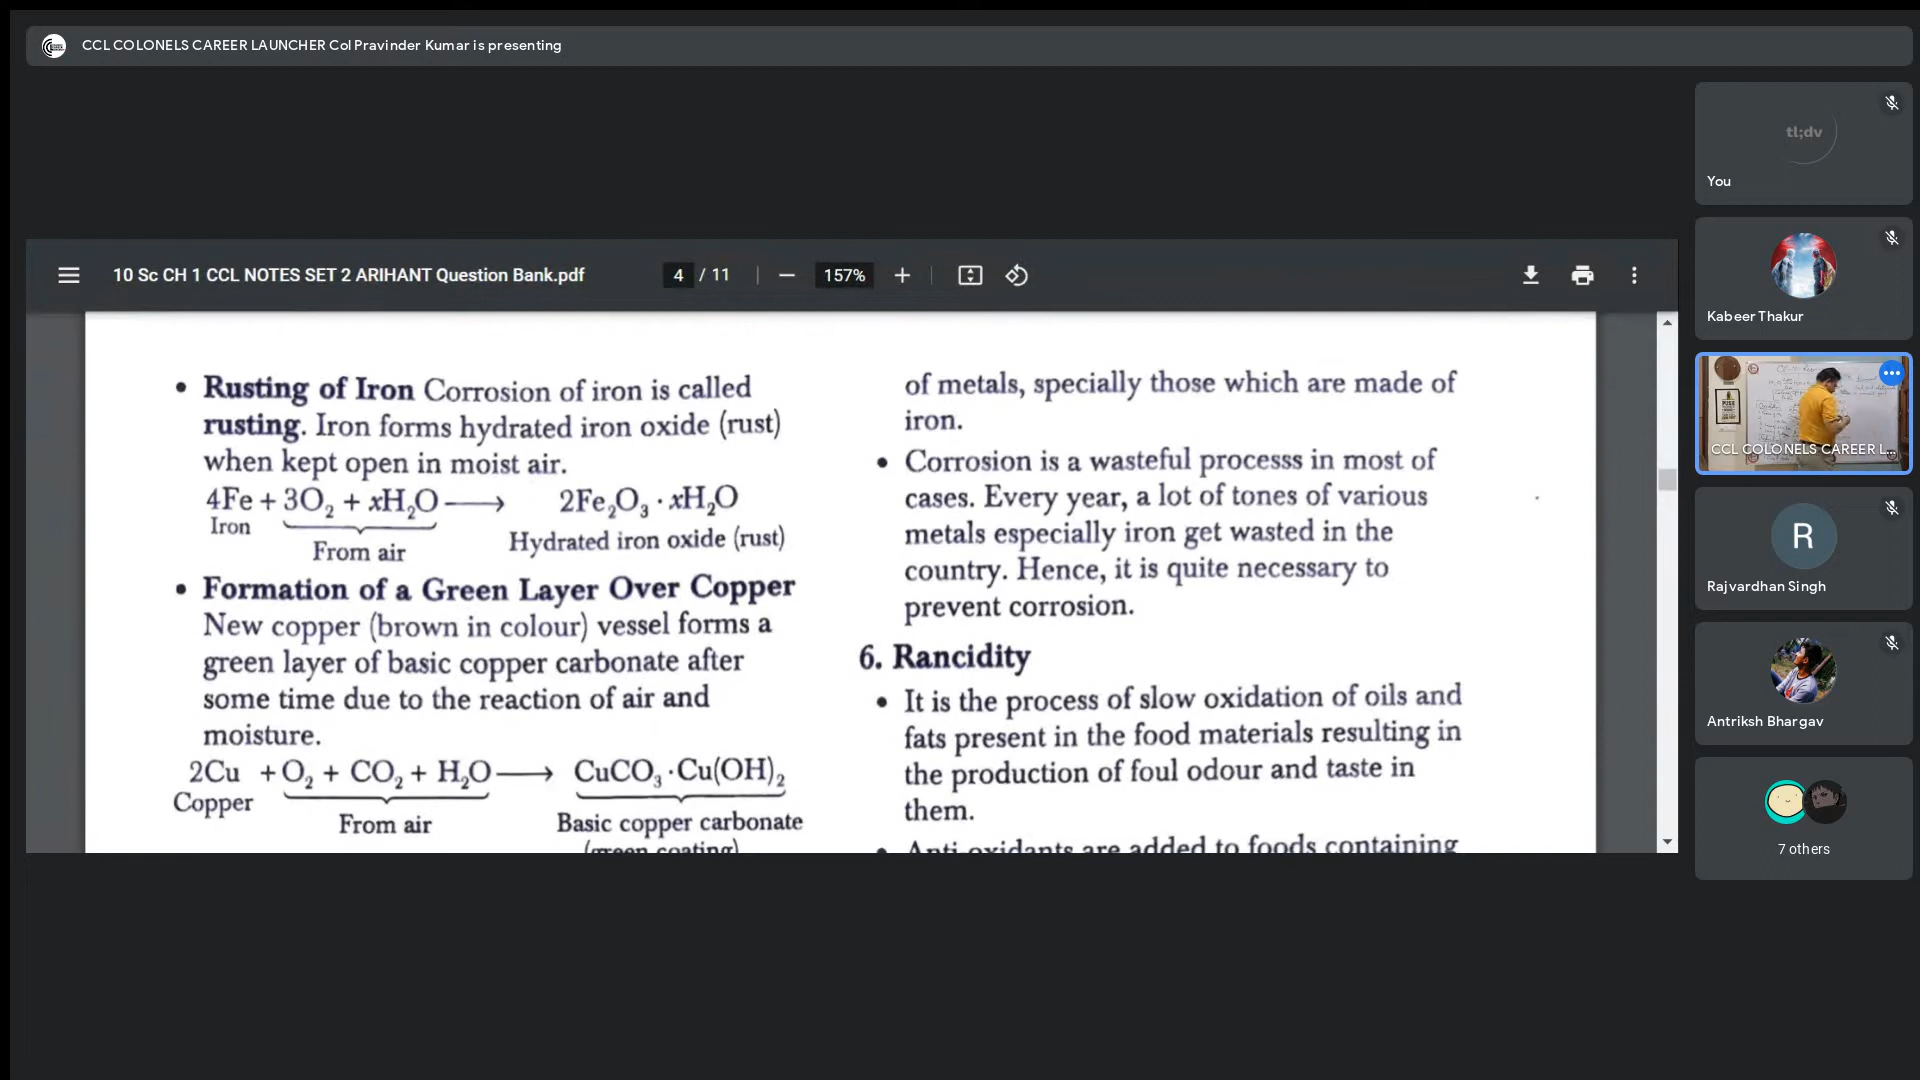 CCL COLONELS CAREER LAUNCHER Col Pravinder Kumar is presenting
10 Sc CH 1 CCL NOTES SET 2 ARIHANT Question Bank.pdf
4 / 11
157%
• Rusting of Iron Corrosion of iron is called
rusting. Iron forms hydrated iron oxide (rust)
when kept open in moist air.
4Fe + 3O₂ + xH₂O ⟶ 2Fe₂O₃ · xH₂O
Iron From air Hydrated iron oxide (rust)
• Formation of a Green Layer Over Copper
New copper (brown in colour) vessel forms a
green layer of basic copper carbonate after
some time due to the reaction of air and
moisture.
2Cu + O₂ + CO₂ + H₂O ⟶ CuCO₃ · Cu(OH)₂
Copper From air Basic copper carbonate
(green coating)
of metals, specially those which are made of
iron.
• Corrosion is a wasteful processs in most of
cases. Every year, a lot of tones of various
metals especially iron get wasted in the
country. Hence, it is quite necessary to
prevent corrosion.
6. Rancidity
• It is the process of slow oxidation of oils and
fats present in the food materials resulting in
the production of foul odour and taste in
them.
• Anti-oxidants are added to foods containing
tl;dv
You
Kabeer Thakur
CCL COLONELS CAREER L...
R
Rajvardhan Singh
Antriksh Bhargav
7 others